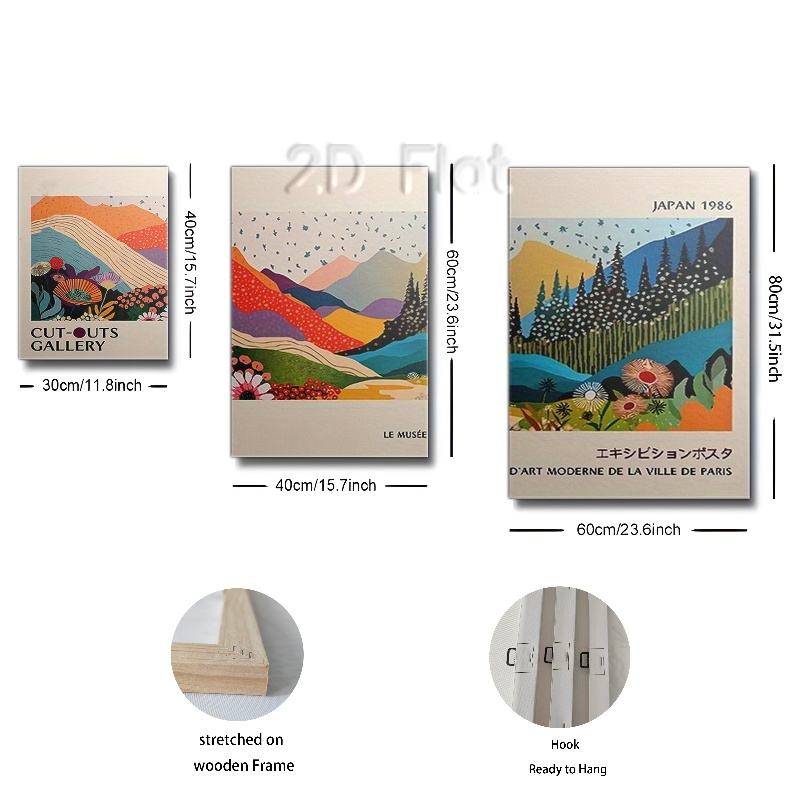 2D Flat
JAPAN 1986
CUT-OUTS
GALLERY
40cm/15.7inch
30cm/11.8inch
LE MUSÉE
60cm/23.6inch
40cm/15.7inch
エキシビションポスタ
D'ART MODERNE DE LA VILLE DE PARIS
80cm/31.5inch
60cm/23.6inch
stretched on
wooden Frame
Hook
Ready to Hang